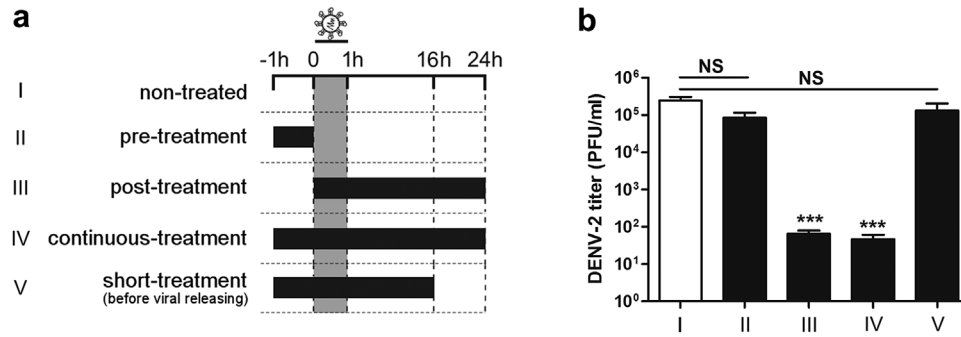 a
-1h 0 1h 16h 24h
I non-treated
II pre-treatment
III post-treatment
IV continuous-treatment
V short-treatment
(before viral releasing)
b
NS
NS
DENV-2 titer (PFU/ml)
10⁶
10⁵
10⁴
10³
10²
10¹
10⁰
*** ***
I II III IV V